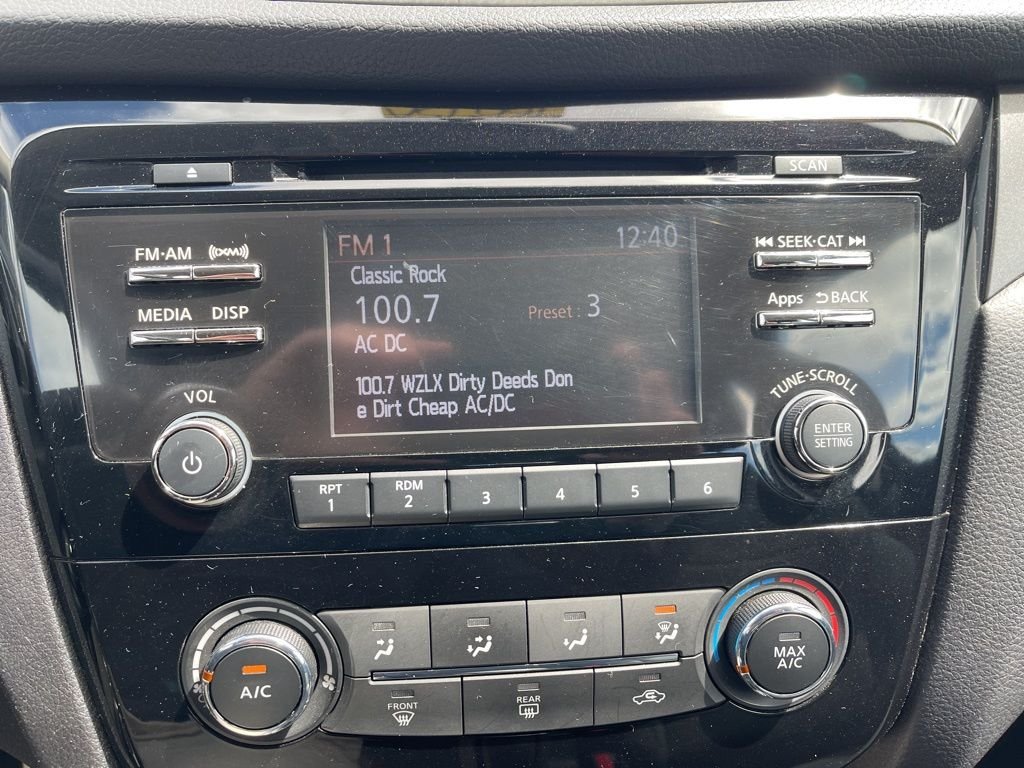 SCAN
FM·AM
((XM))
SEEK·CAT
MEDIA
DISP
Apps
BACK
VOL
TUNE·SCROLL
ENTER
SETTING
FM 1
12:40
Classic Rock
100.7
Preset : 3
AC DC
100.7 WZLX Dirty Deeds Don
e Dirt Cheap AC/DC
RPT
1
RDM
2
3
4
5
6
A/C
MAX
A/C
FRONT
REAR